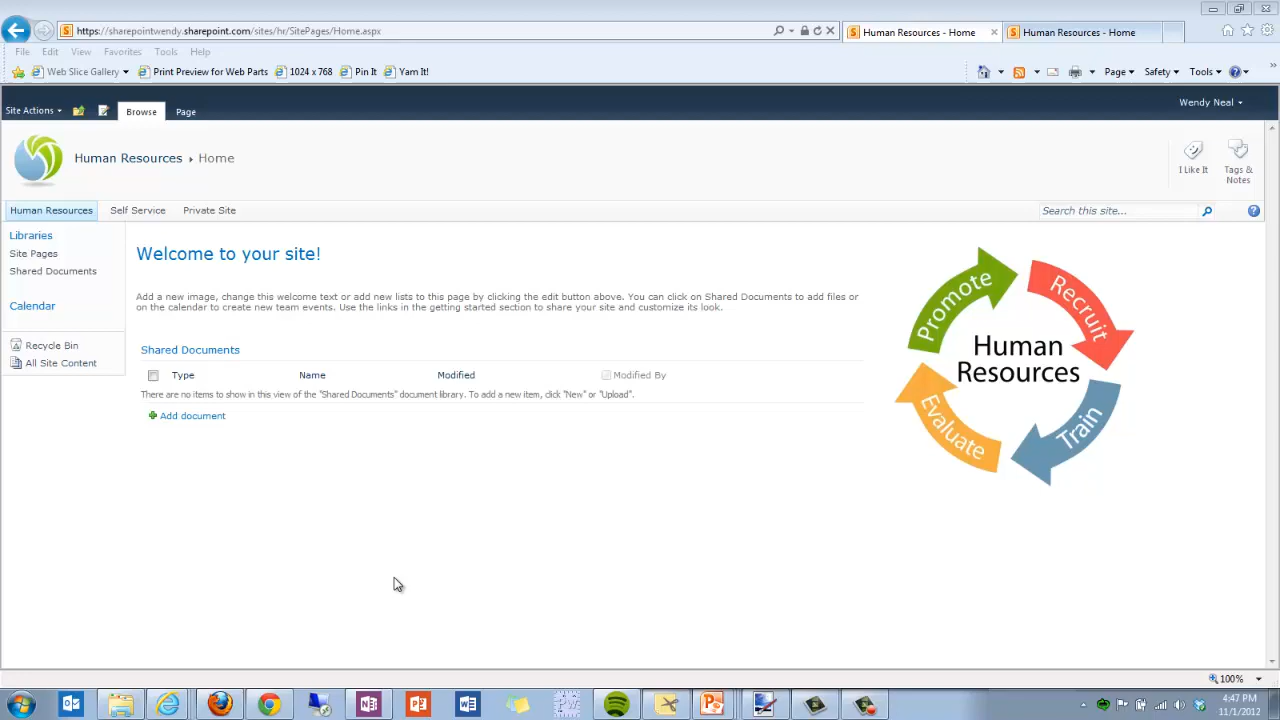 https://sharepointwendy.sharepoint.com/sites/hr/SitePages/Home.aspx
Human Resources - Home
Human Resources - Home
File Edit View Favorites Tools Help
Web Slice Gallery
Print Preview for Web Parts
1024 x 768
Pin It
Yarn It!
Page
Safety
Tools
Site Actions
Browse
Page
Wendy Neal
Human Resources
Home
I Like It
Tags &
Notes
Human Resources
Self Service
Private Site
Search this site...
Libraries
Site Pages
Shared Documents
Calendar
Recycle Bin
All Site Content
Welcome to your site!
Add a new image, change this welcome text or add new lists to this page by clicking the edit button above. You can click on Shared Documents to add files or
on the calendar to create new team events. Use the links in the getting started section to share your site and customize its look.
Shared Documents
Type
Name
Modified
Modified By
There are no items to show in this view of the "Shared Documents" document library. To add a new item, click "New" or "Upload".
Add document
Promote
Recruit
Human
Resources
Evaluate
Train
100%
4:47 PM
11/1/2012